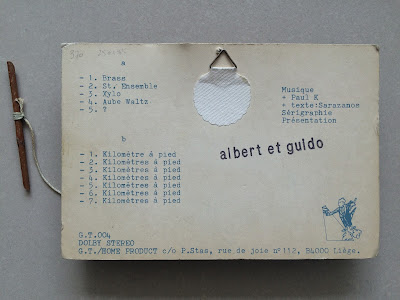 a
- 1. Brass
- 2. St. Ensemble
- 3. Xylo
- 4. Aube Waltz
- 5. ?
b
- 1. Kilomètre à pied
- 2. Kilomètres à pied
- 3. Kilomètres à pied
- 4. Kilomètres à pied
- 5. Kilomètres à pied
- 6. Kilomètres à pied
- 7. Kilomètres à pied
Musique
+ Paul K
+ texte:Sarazanoe
Sérigraphie
Présentation
albert et guido
G.T.004
DOLBY STEREO
G.T./HOME PRODUCT c/o P.Stas, rue de joie n°112, B4000 Liège.